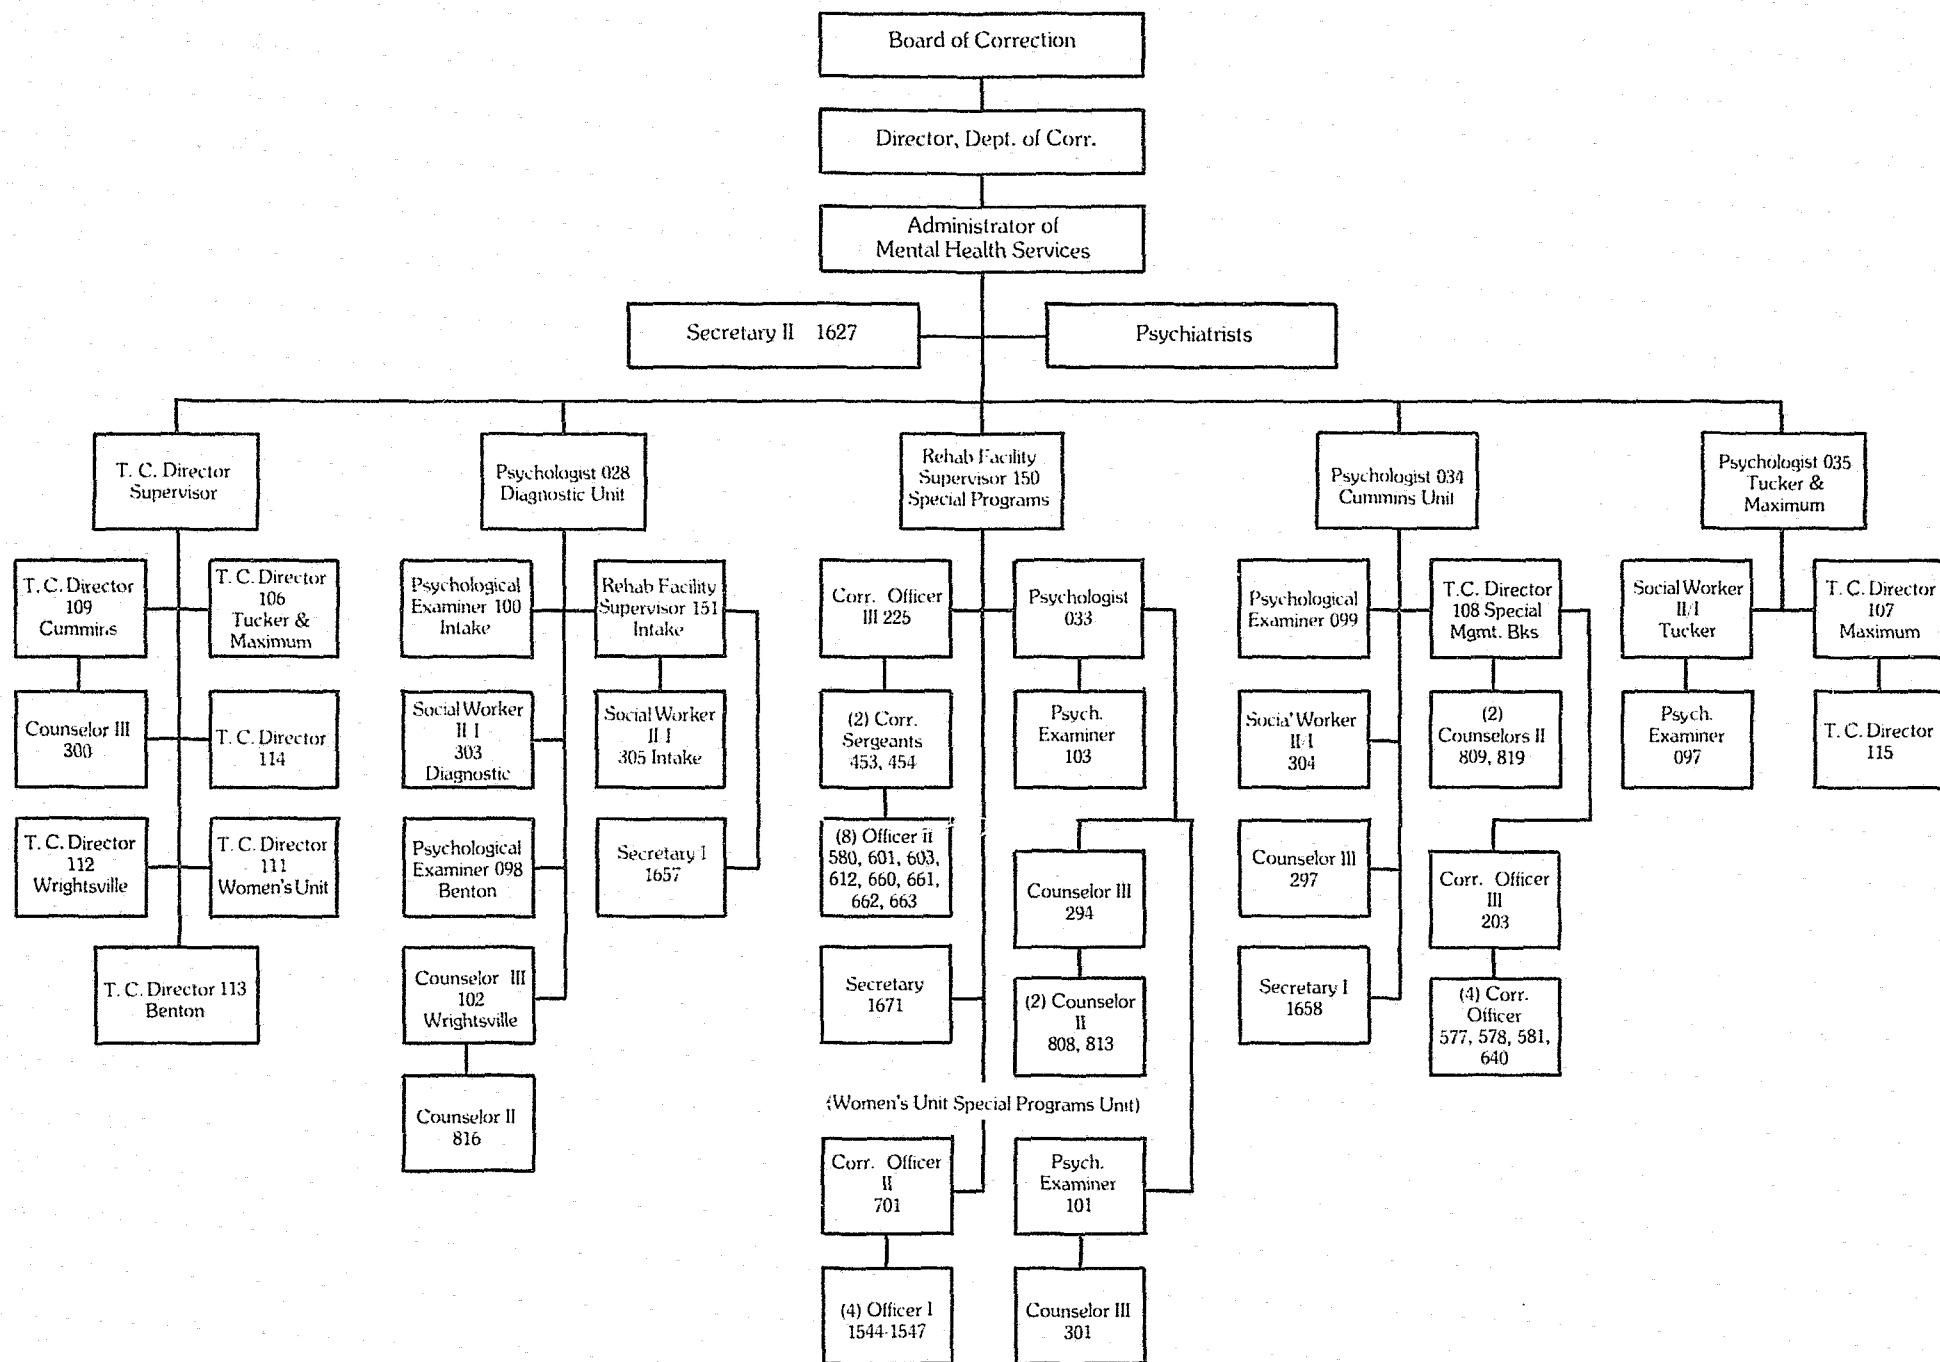 Board of Correction
Director, Dept. of Corr.
Administrator of
Mental Health Services
Secretary II 1627
Psychiatrists
T. C. Director
Supervisor
Psychologist 028
Diagnostic Unit
Rehab Facility
Supervisor 150
Special Programs
Psychologist 034
Cummins Unit
Psychologist 035
Tucker &
Maximum
T. C. Director
109
Cummins
T. C. Director
106
Tucker &
Maximum
Psychological
Examiner 100
Intake
Rehab Facility
Supervisor 151
Intake
Corr. Officer
III 225
Psychologist
033
Psychological
Examiner 099
T.C. Director
108 Special
Mgmt. Bks
Social Worker
II/I
Tucker
T. C. Director
107
Maximum
Counselor III
300
T. C. Director
114
Social Worker
II I
303
Diagnostic
Social Worker
II I
305 Intake
(2) Corr.
Sergeants
453, 454
Psych.
Examiner
103
Social Worker
II/I
304
(2)
Counselors II
809, 819
Psych.
Examiner
097
T. C. Director
115
T. C. Director
112
Wrightsville
T. C. Director
111
Women's Unit
Psychological
Examiner 098
Benton
Secretary I
1657
(8) Officer II
580, 601, 603,
612, 660, 661,
662, 663
Counselor III
294
Counselor III
297
Corr. Officer
III
203
T. C. Director 113
Benton
Counselor III
102
Wrightsville
Secretary
1671
(2) Counselor
II
808, 813
Secretary I
1658
(4) Corr.
Officer
577, 578, 581,
640
Counselor II
816
(Women's Unit Special Programs Unit)
Corr. Officer
II
701
Psych.
Examiner
101
(4) Officer I
1544-1547
Counselor III
301